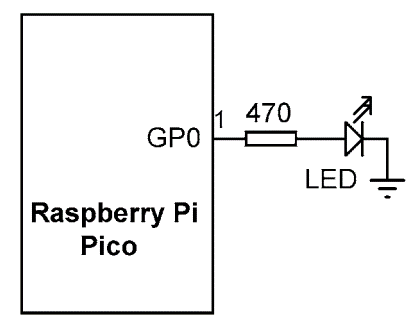 1
470
GP0
LED
Raspberry Pi
Pico